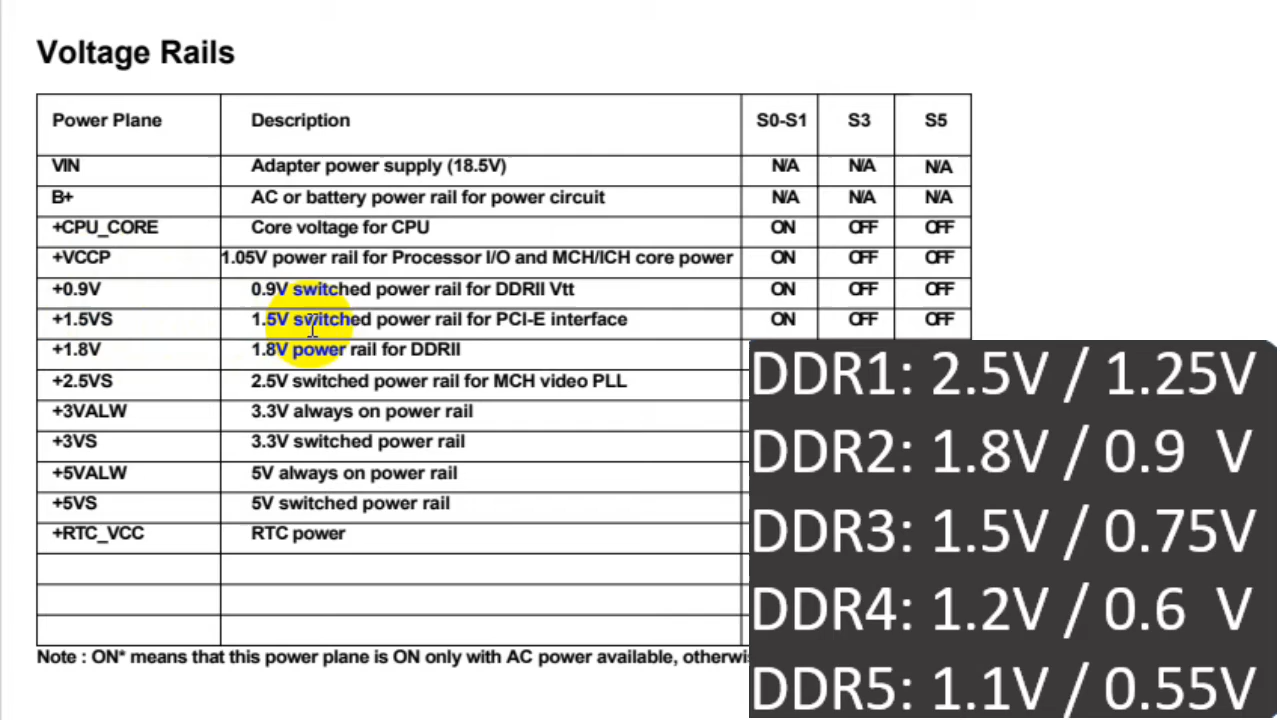 Voltage Rails
Power Plane Description S0-S1 S3 S5
VIN Adapter power supply (18.5V) N/A N/A N/A
B+ AC or battery power rail for power circuit N/A N/A N/A
+CPU_CORE Core voltage for CPU ON OFF OFF
+VCCP 1.05V power rail for Processor I/O and MCH/ICH core power ON OFF OFF
+0.9V 0.9V switched power rail for DDRII Vtt ON OFF OFF
+1.5VS 1.5V switched power rail for PCI-E interface ON OFF OFF
+1.8V 1.8V power rail for DDRII
+2.5VS 2.5V switched power rail for MCH video PLL
+3VALW 3.3V always on power rail
+3VS 3.3V switched power rail
+5VALW 5V always on power rail
+5VS 5V switched power rail
+RTC_VCC RTC power
Note : ON* means that this power plane is ON only with AC power available,
DDR1: 2.5V / 1.25V
DDR2: 1.8V / 0.9 V
DDR3: 1.5V / 0.75V
DDR4: 1.2V / 0.6 V
DDR5: 1.1V / 0.55V